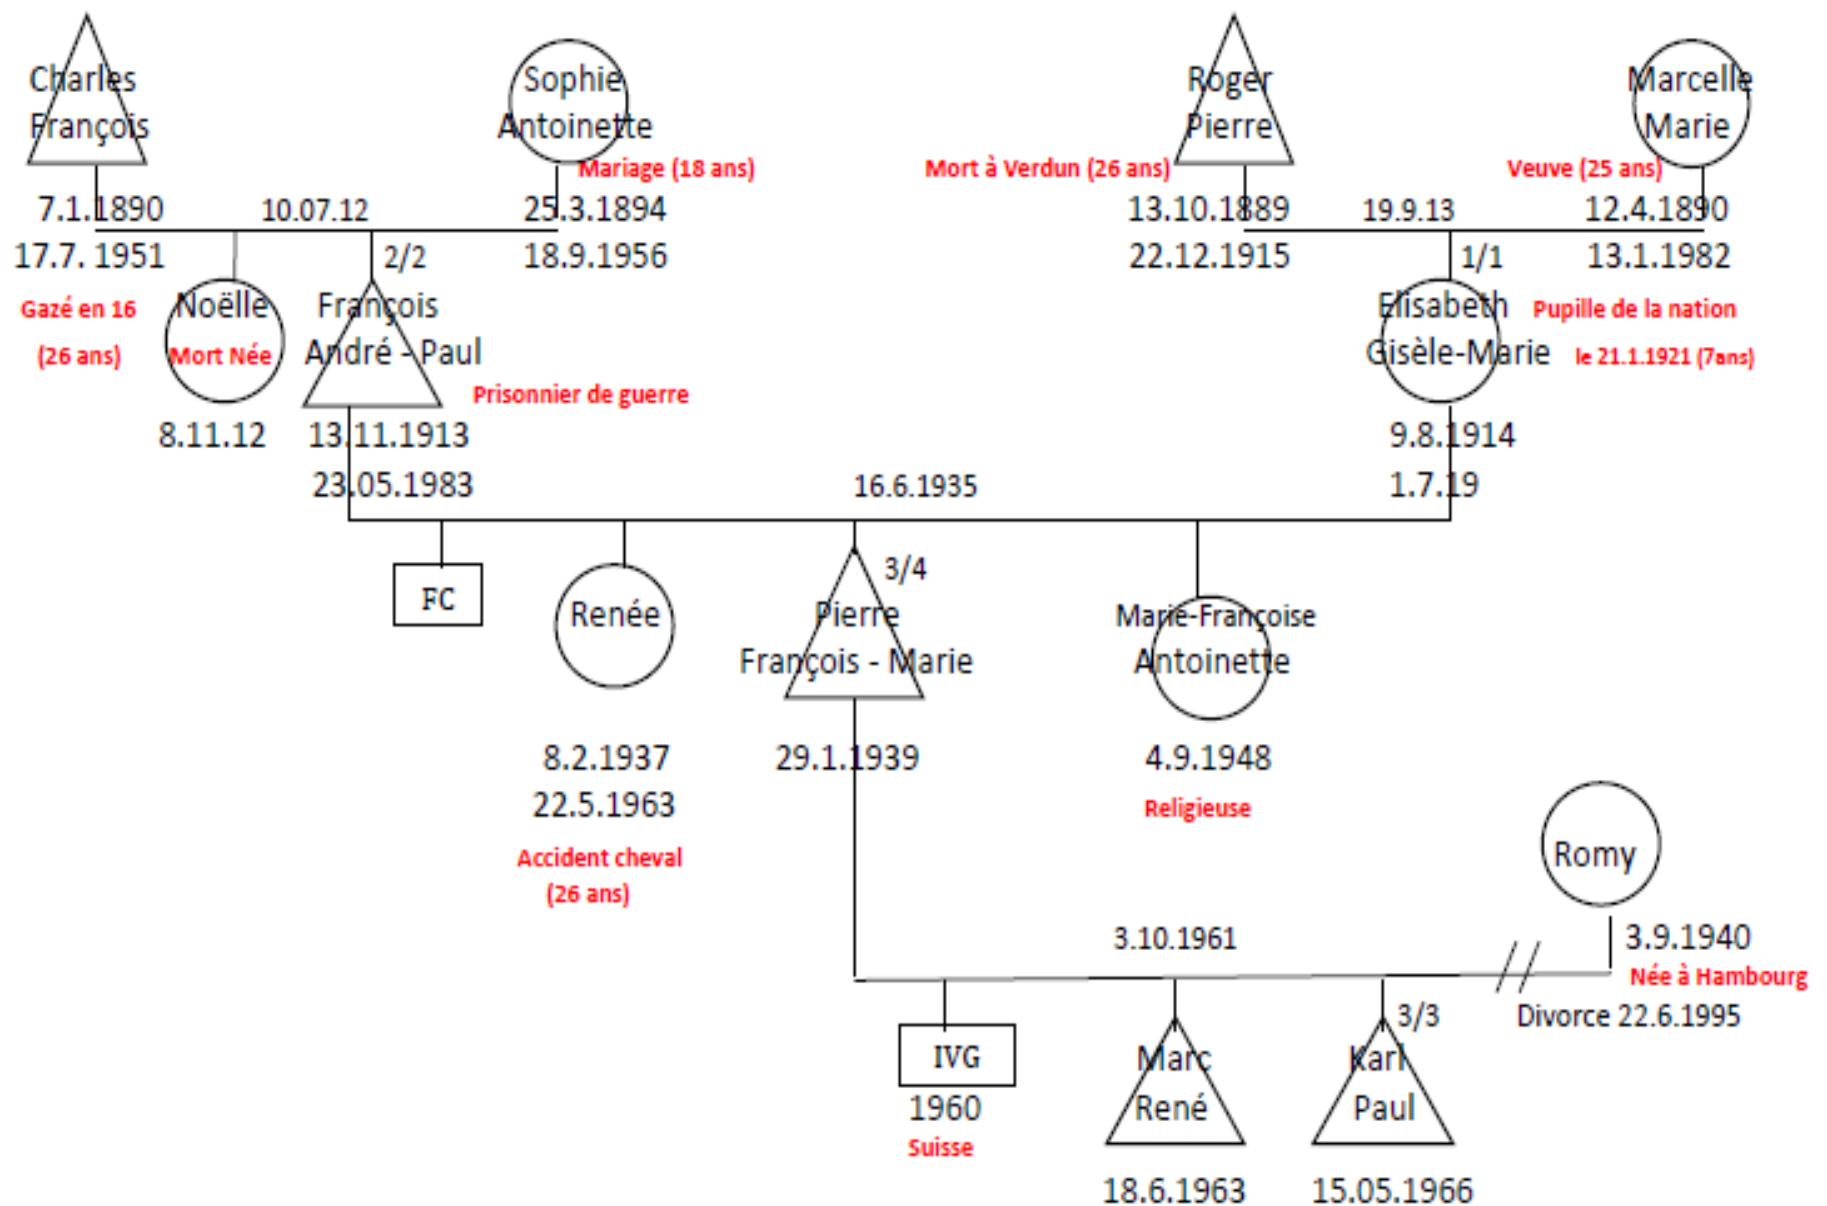 Charles
François
Sophie
Antoinette
Mariage (18 ans)
Roger
Pierre
Mort à Verdun (26 ans)
Marcelle
Marie
Veuve (25 ans)
7.1.1890
17.7. 1951
10.07.12
25.3.1894
18.9.1956
13.10.1889
22.12.1915
19.9.13
12.4.1890
13.1.1982
Gazé en 16
(26 ans)
Noëlle
Mort Née
8.11.12
2/2
François
André - Paul
Prisonnier de guerre
13.11.1913
23.05.1983
1/1
Elisabeth
Gisèle-Marie
Pupille de la nation
le 21.1.1921 (7ans)
9.8.1914
1.7.19
16.6.1935
FC
Renée
8.2.1937
22.5.1963
Accident cheval
(26 ans)
3/4
Pierre
François - Marie
29.1.1939
Marie-Françoise
Antoinette
4.9.1948
Religieuse
Romy
3.9.1940
Née à Hambourg
3.10.1961
Divorce 22.6.1995
IVG
1960
Suisse
Marc
René
18.6.1963
3/3
Karl
Paul
15.05.1966